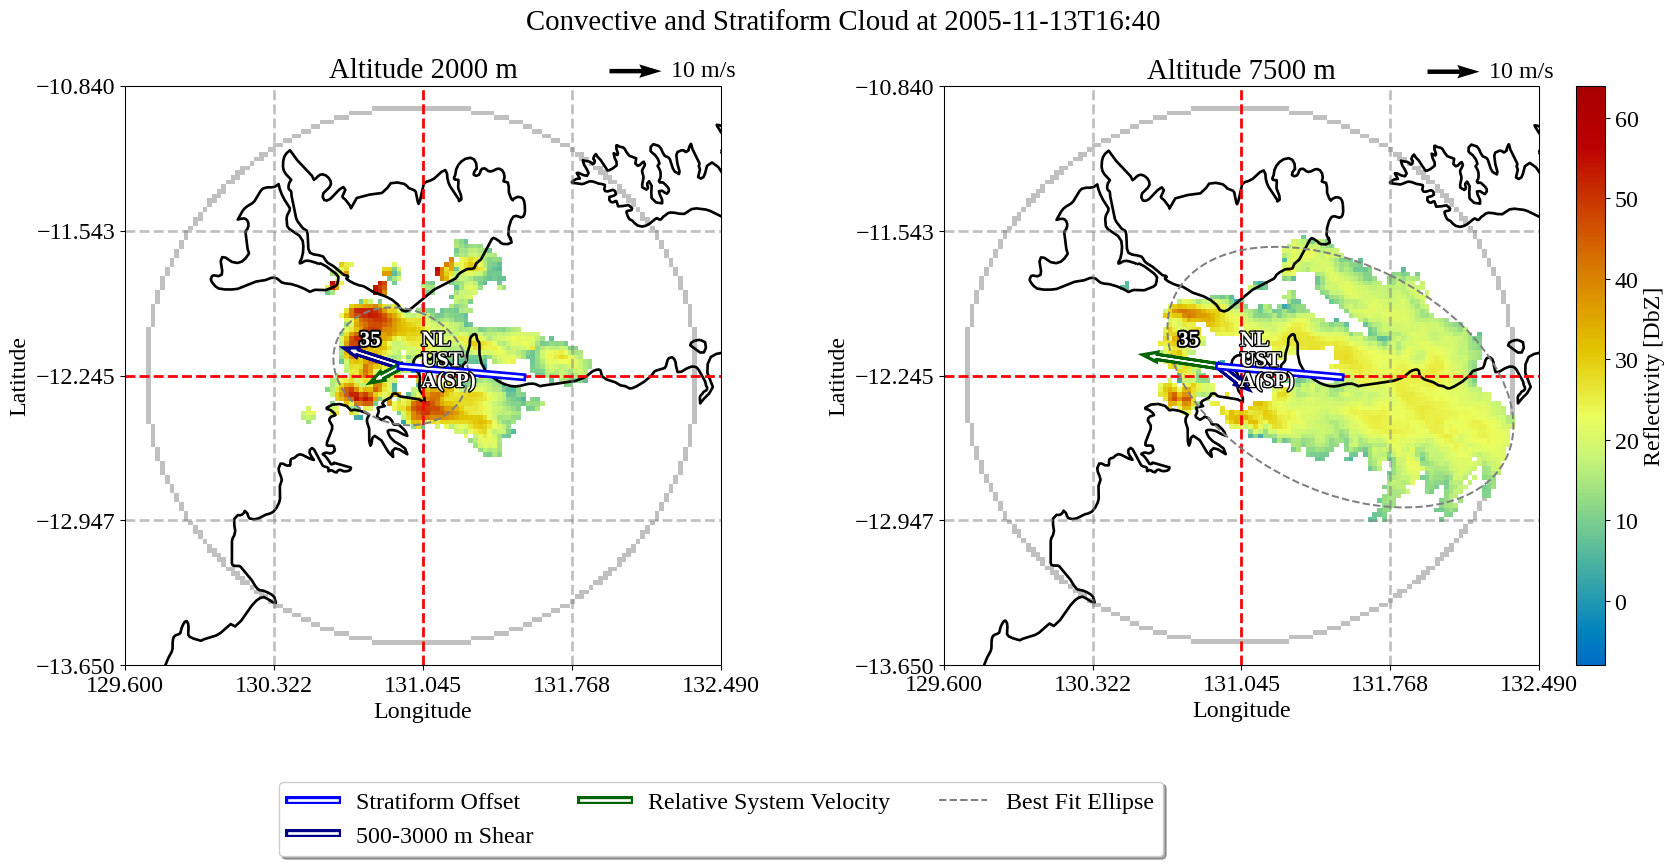 Convective and Stratiform Cloud at 2005-11-13T16:40
Altitude 2000 m
10 m/s
−10.840
−11.543
−12.245
−12.947
−13.650
129.600
130.322
131.045
131.768
132.490
Latitude
Longitude
35
NL
UST
A(SP)
Altitude 7500 m
10 m/s
−10.840
−11.543
−12.245
−12.947
−13.650
129.600
130.322
131.045
131.768
132.490
Latitude
Longitude
35
NL
UST
A(SP)
60
50
40
30
20
10
0
Reflectivity [DbZ]
Stratiform Offset
Relative System Velocity
Best Fit Ellipse
500-3000 m Shear